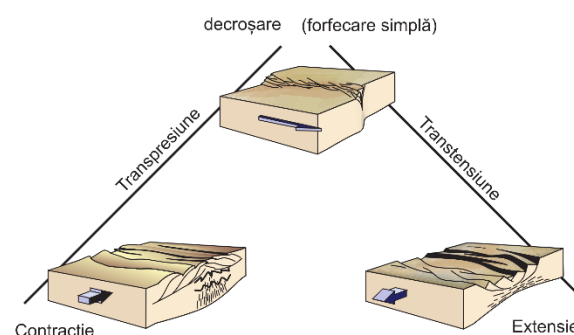 decroșare (forfecare simplă)
Transpresiune
Transtensiune
Contracție
Extensie